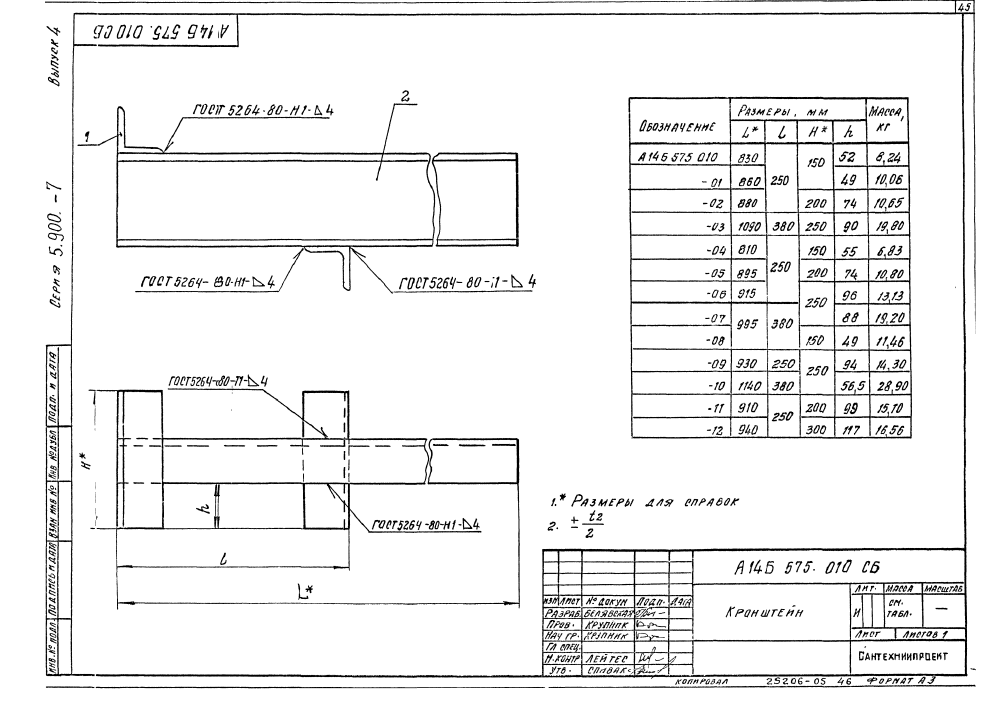 45
А14Б 575. 010 СБ
Выпуск 4
Серия 5.900. - 7
1
ГОСТ 5264-80-Н1-◺4
2
ГОСТ 5264-80-Н1-◺4
ГОСТ 5264-80-Н1-◺4
ГОСТ 5264-80-Т1-◺4
ГОСТ 5264-80-Н1-◺4
H*
h
l
L*
Обозначение Размеры, мм Масса, кг
L* l H* h
А14Б 575 010 830 250 150 52 8,24
-01 860 49 10,06
-02 880 200 74 10,65
-03 1090 380 250 90 19,80
-04 810 250 150 55 6,83
-05 895 200 74 10,80
-06 915 250 96 13,13
-07 995 380 88 19,20
-08 150 49 11,46
-09 930 250 250 94 14,30
-10 1140 380 56,5 28,90
-11 910 250 200 99 15,70
-12 940 300 117 16,56
1.* Размеры для справок
2. ± t2/2
А14Б 575. 010 СБ
Кронштейн
Лит. Масса Масштаб
И см. табл. —
Лист Листов 1
Сантехниипроект
Изм Лист № докум Подп. Дата
Разраб. Белявская
Пров. Крупник
Нач гр. Крупник
Гл спец.
Н.контр Лейтес
Утв. Спивак
Инв.№ подл. Подпись и дата Взам инв № Инв №дубл Подп. и дата
Копировал 25206-05 46 Формат А3